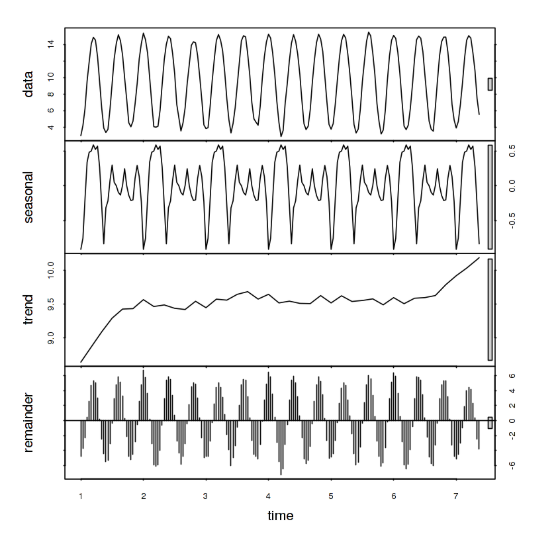 data
4 6 8 10 14
seasonal
-0.5 0.0 0.5
trend
9.0 9.5 10.0
remainder
-6 -2 0 2 4 6
1 2 3 4 5 6 7
time